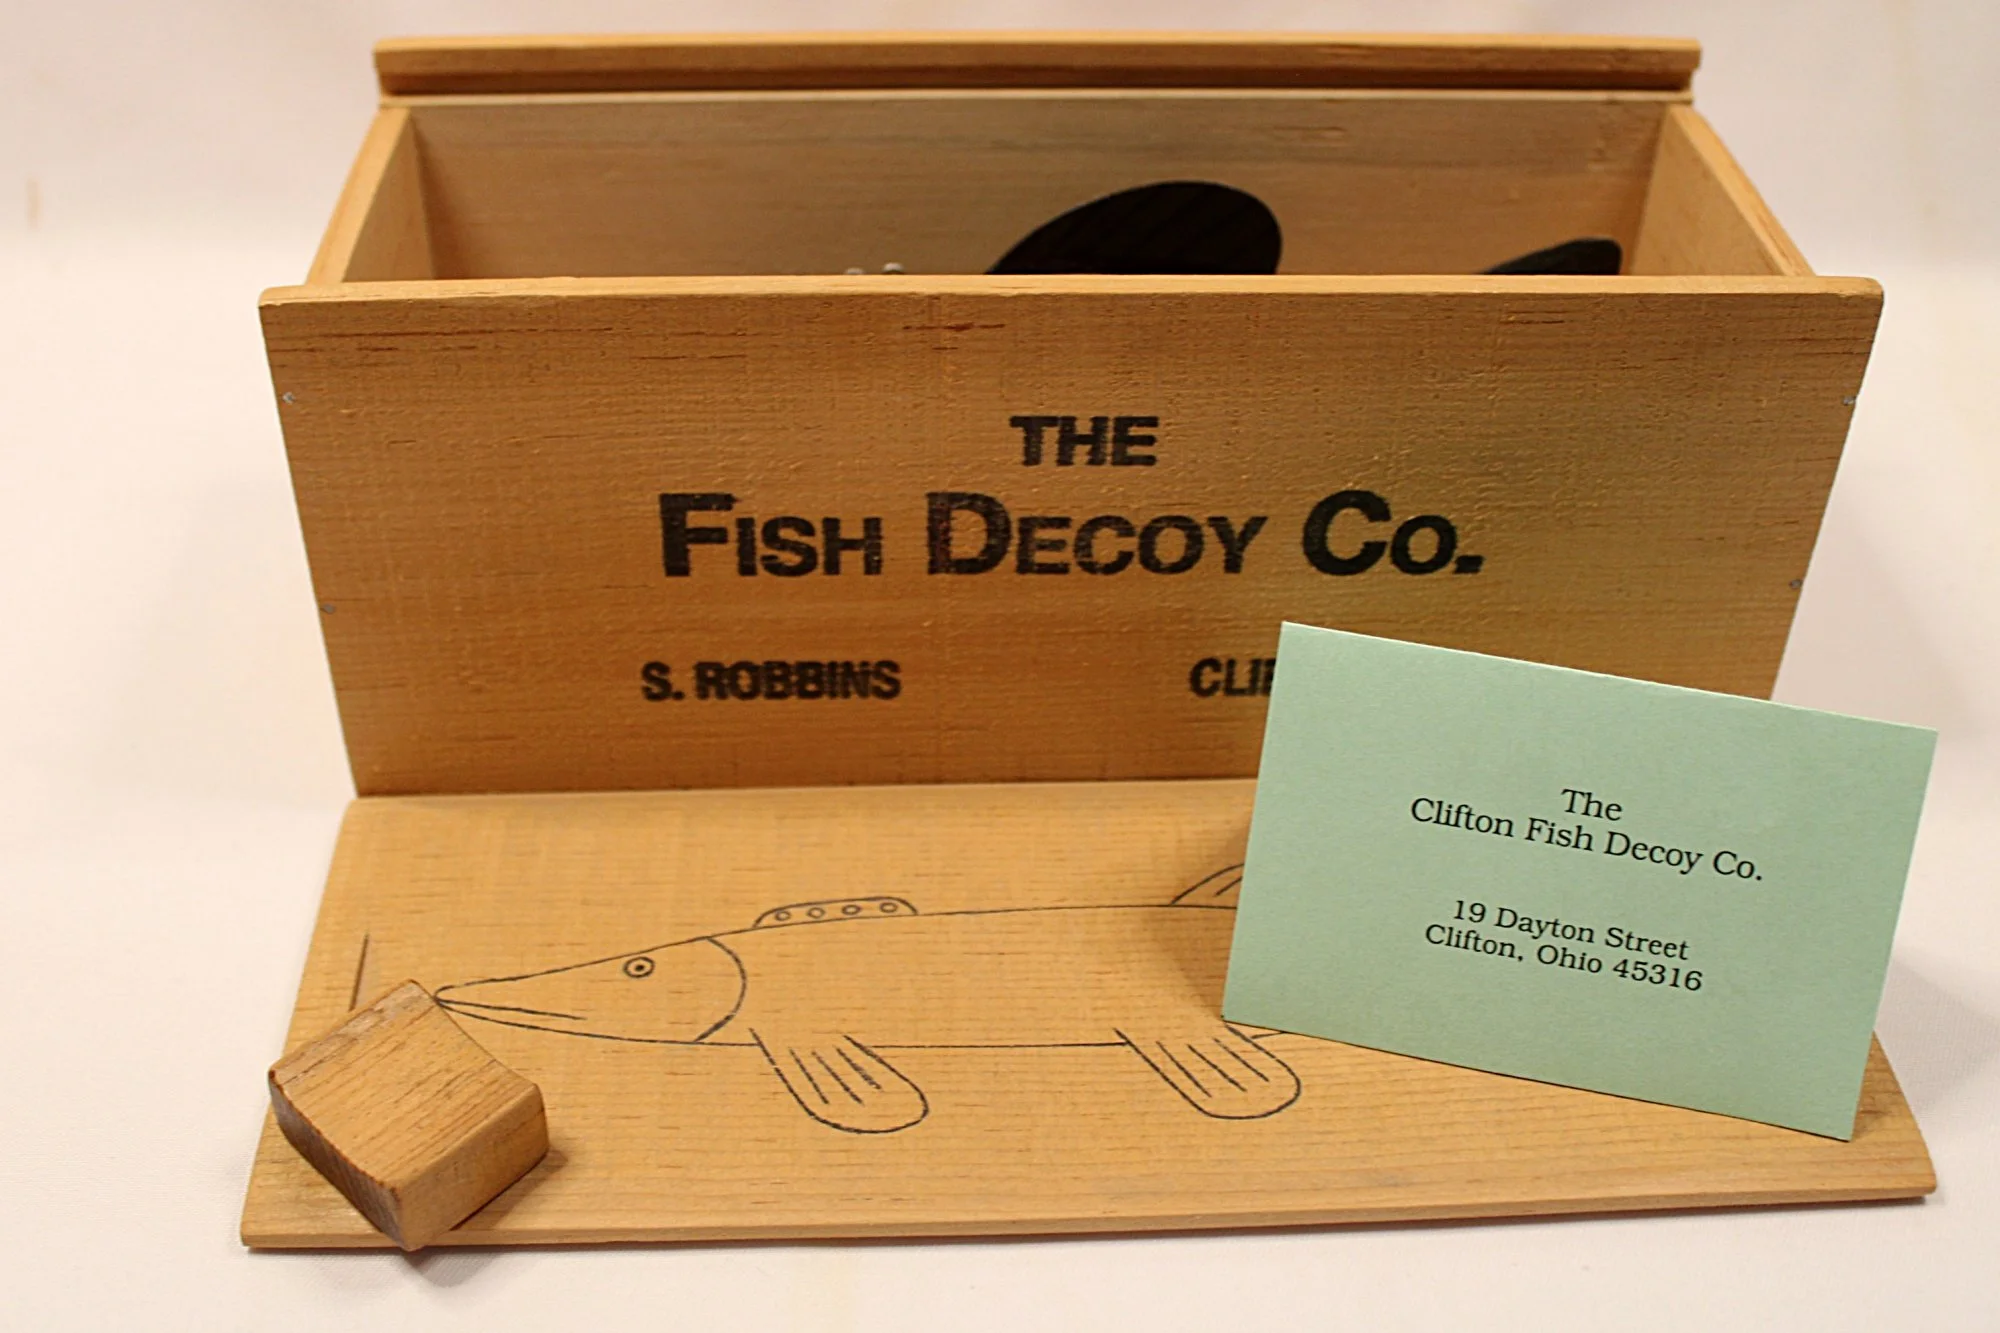 THE
FISH DECOY CO.
S. ROBBINS
The
Clifton Fish Decoy Co.
19 Dayton Street
Clifton, Ohio 45316